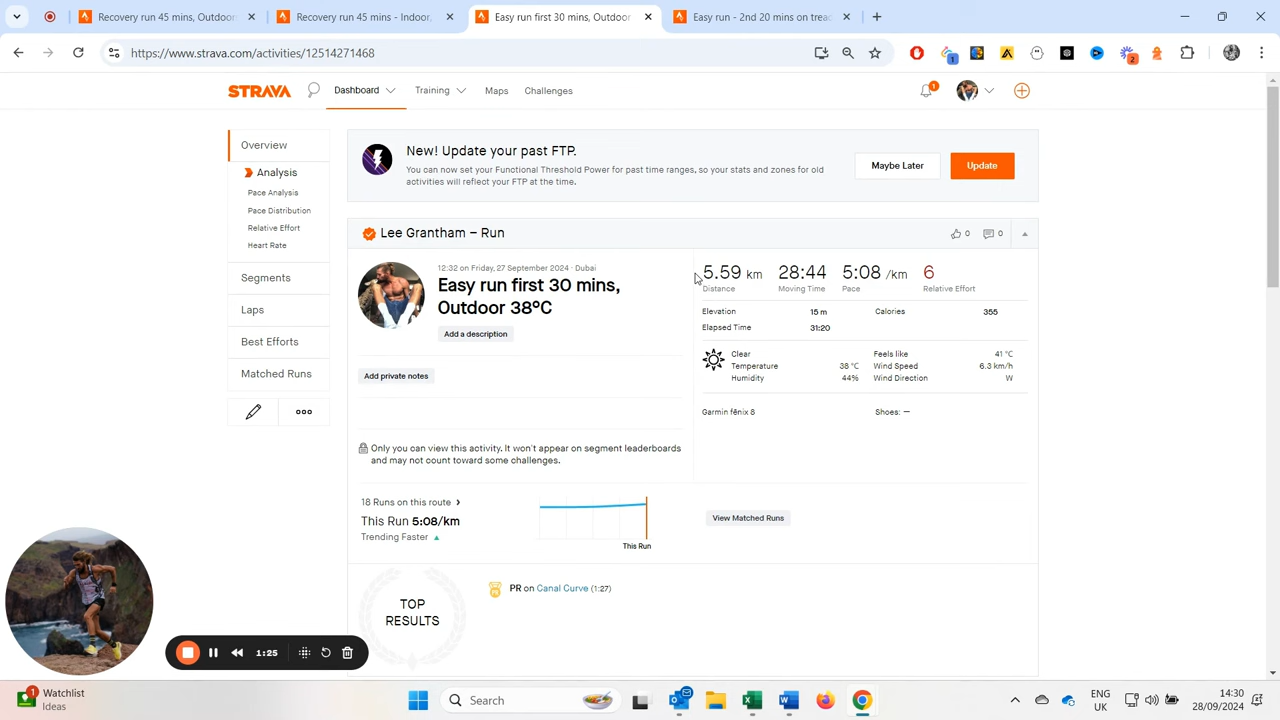 Recovery run 45 mins, Outdoor
Recovery run 45 mins - Indoor,
Easy run first 30 mins, Outdoor
Easy run - 2nd 20 mins on trea
https://www.strava.com/activities/12514271468
1
2
STRAVA
Dashboard
Training
Maps
Challenges
1
Overview
Analysis
Pace Analysis
Pace Distribution
Relative Effort
Heart Rate
Segments
Laps
Best Efforts
Matched Runs
New! Update your past FTP.
You can now set your Functional Threshold Power for past time ranges, so your stats and zones for old
activities will reflect your FTP at the time.
Maybe Later
Update
Lee Grantham – Run
0
0
12:32 on Friday, 27 September 2024 · Dubai
Easy run first 30 mins,
Outdoor 38ºC
Add a description
Add private notes
Only you can view this activity. It won't appear on segment leaderboards
and may not count toward some challenges.
5.59 km 28:44 5:08 /km 6
Distance Moving Time Pace Relative Effort
Elevation 15 m Calories 355
Elapsed Time 31:20
Clear Feels like 41 °C
Temperature 38 °C Wind Speed 6.3 km/h
Humidity 44% Wind Direction W
Garmin fēnix 8 Shoes: —
18 Runs on this route
This Run 5:08/km
Trending Faster
This Run
View Matched Runs
TOP
RESULTS
PR on Canal Curve (1:27)
1:25
1
Watchlist
Ideas
Search
ENG
UK
14:30
28/09/2024